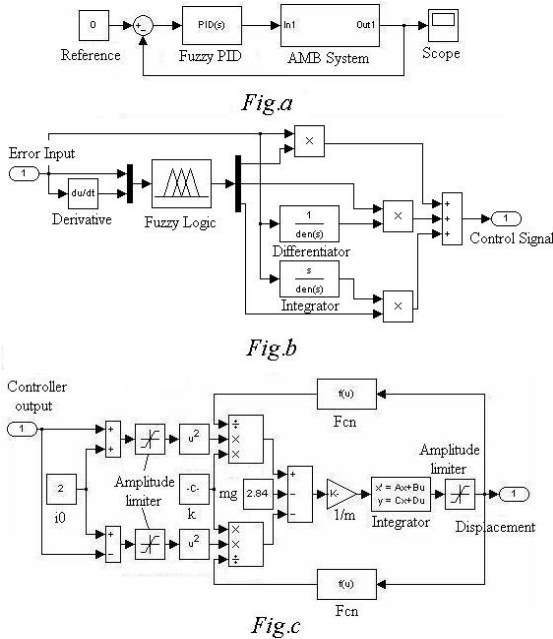 0
+
-
PID(s)
In1
Out1
Reference
Fuzzy PID
AMB System
Scope
Fig.a
Error Input
×
1
du/dt
Derivative
Fuzzy Logic
1
den(s)
Differentiator
×
+
+
+
1
Control Signal
s
den(s)
Integrator
×
Fig.b
Controller
output
f(u)
Fcn
1
+
+
u²
÷
×
×
Amplitude
limiter
Amplitude
limiter
2
i0
-C-
k
mg
2.84
+
-
-
K-
1/m
x' = Ax+Bu
y = Cx+Du
Integrator
1
Displacement
+
-
u²
×
×
÷
f(u)
Fcn
Fig.c